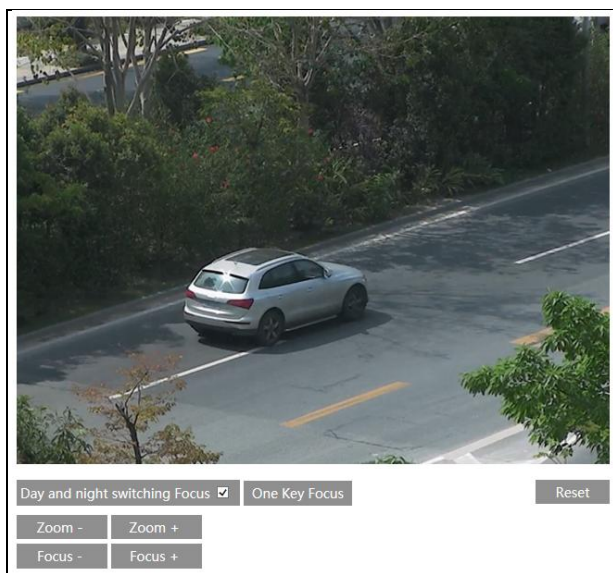 Day and night switching Focus One Key Focus Reset
Zoom - Zoom +
Focus - Focus +